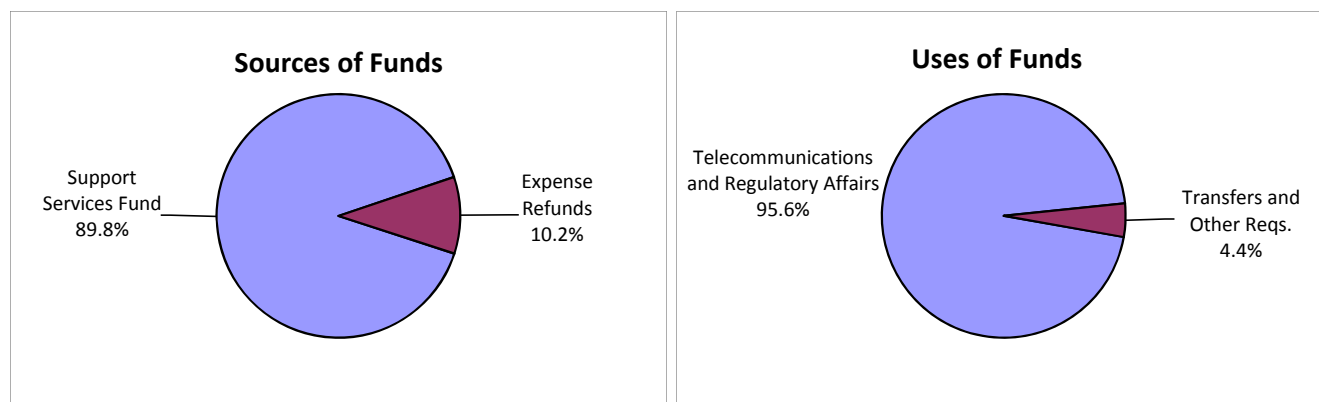 Sources of Funds
Support
Services Fund
89.8%
Expense
Refunds
10.2%
Uses of Funds
Telecommunications
and Regulatory Affairs
95.6%
Transfers and
Other Reqs.
4.4%